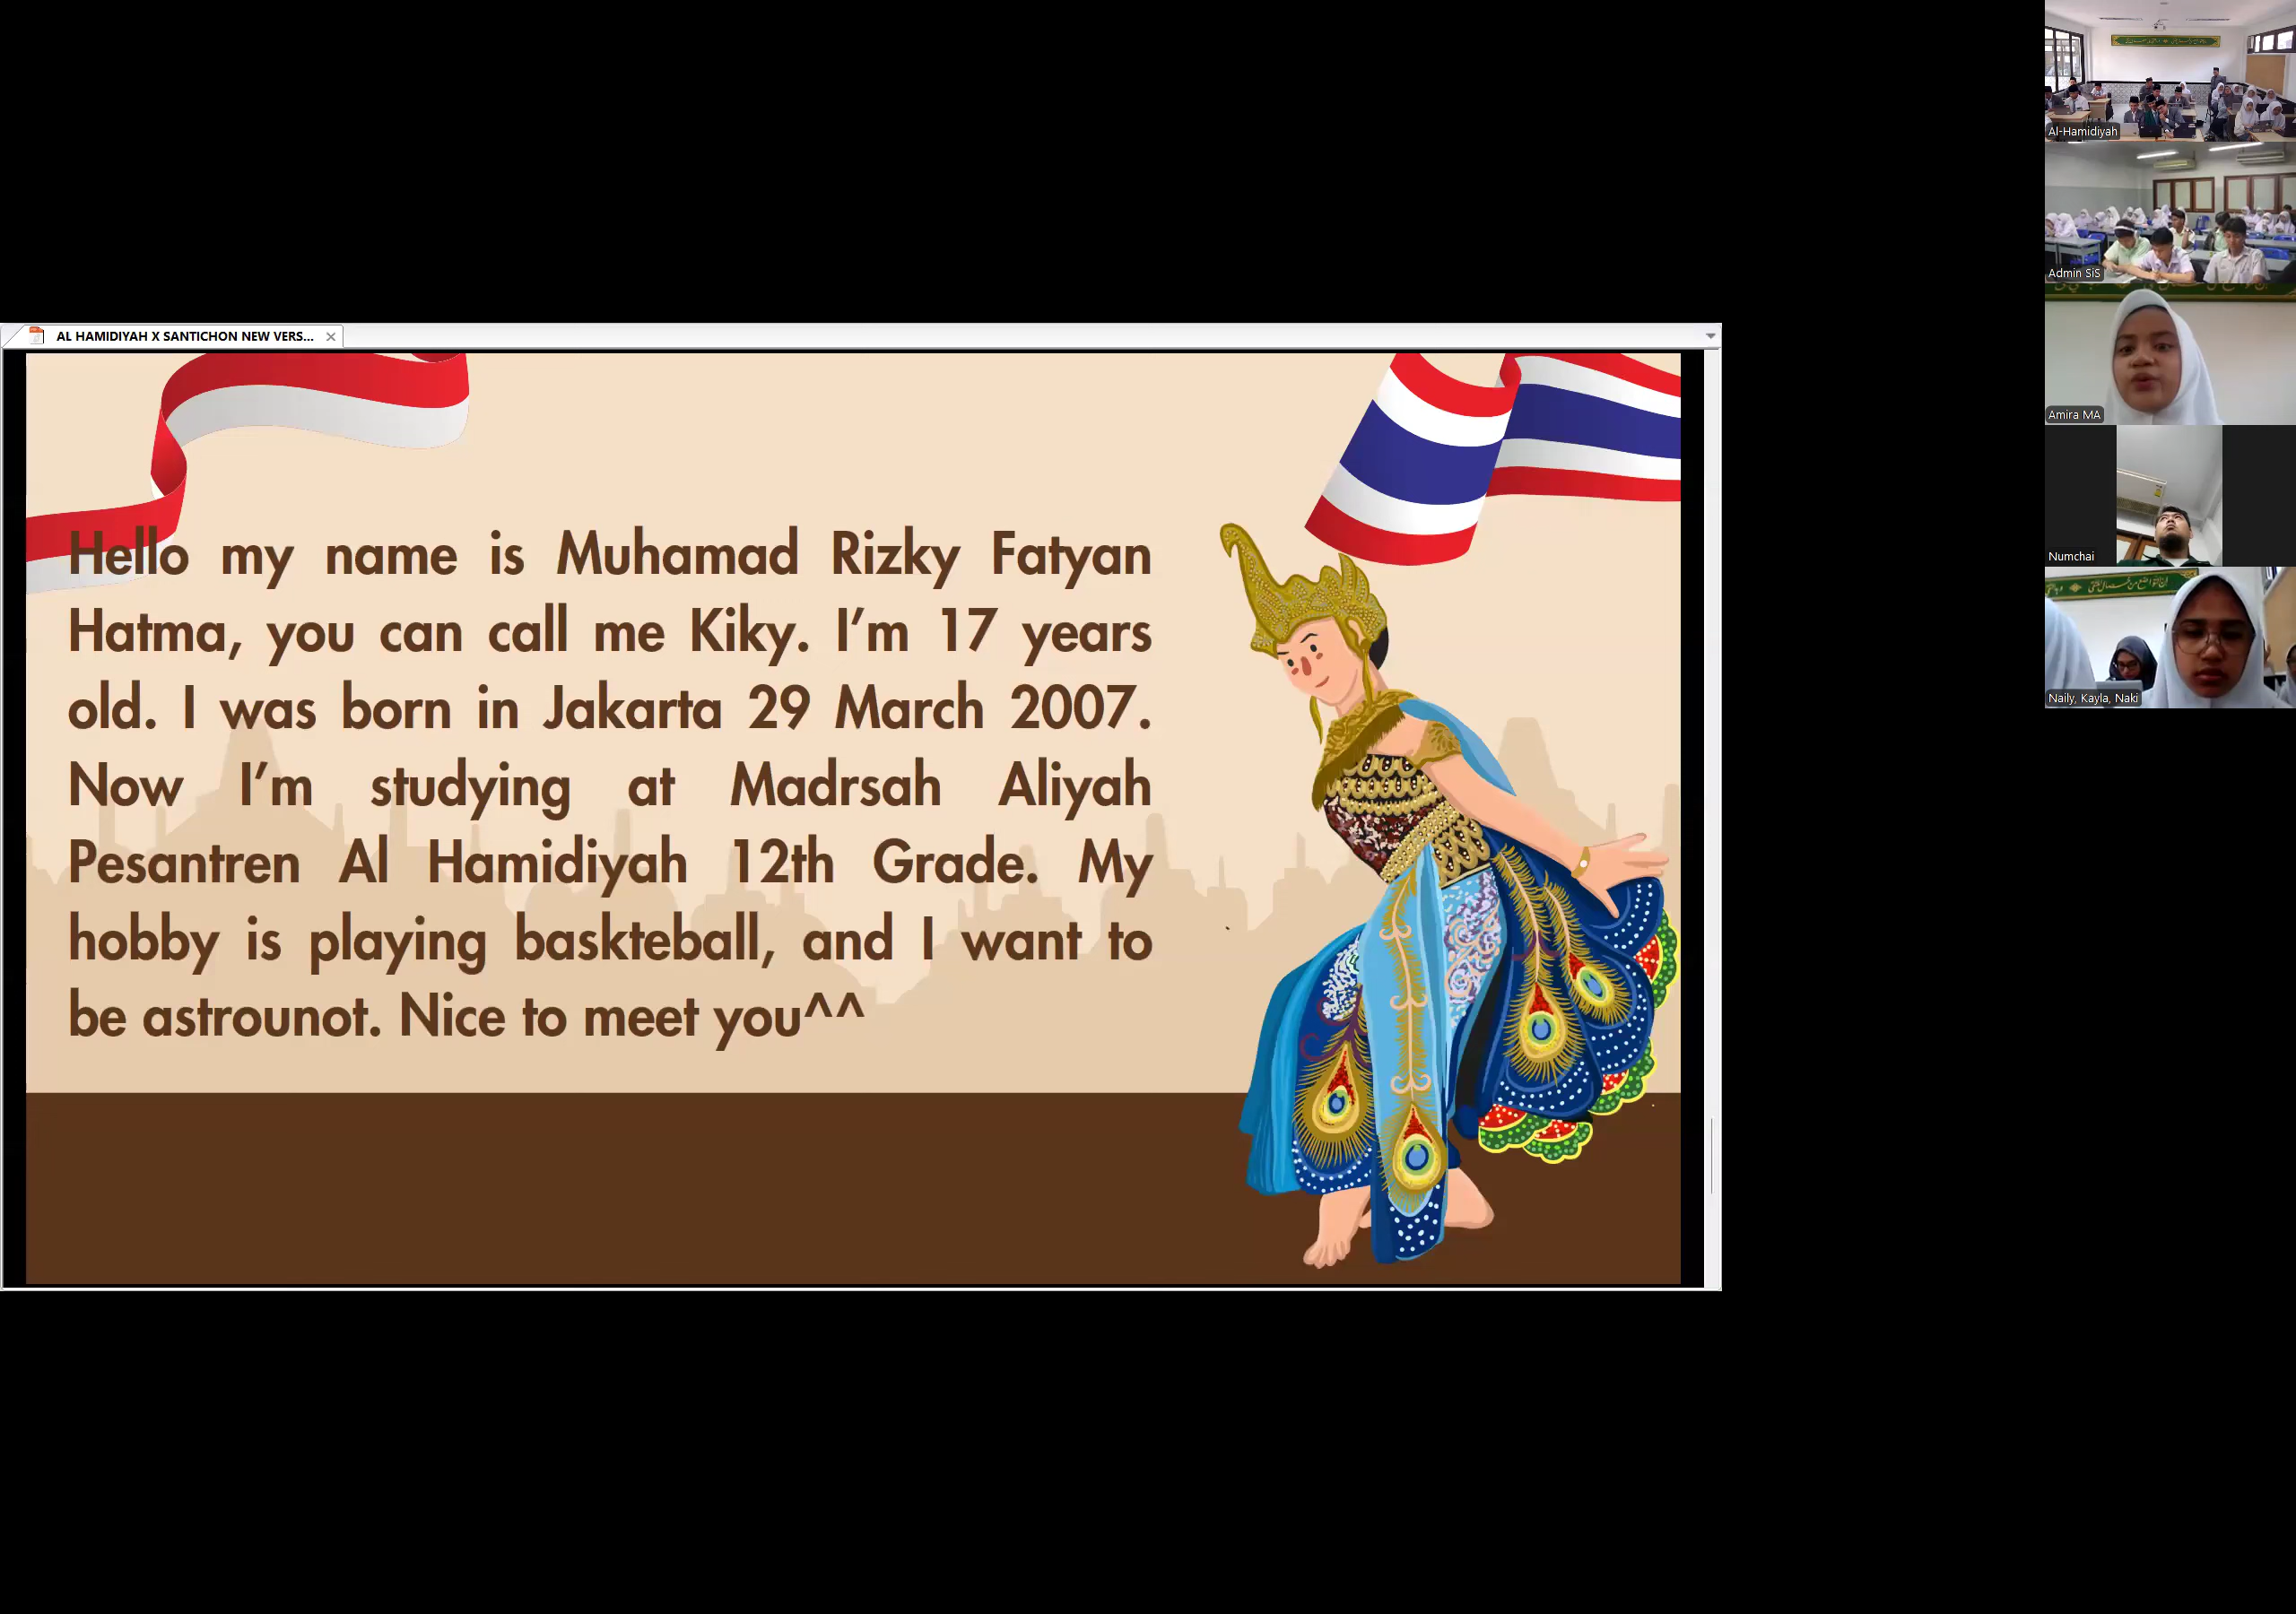 AL HAMIDIYAH X SANTICHON NEW VERS...
Hello my name is Muhamad Rizky Fatyan
Hatma, you can call me Kiky. I'm 17 years
old. I was born in Jakarta 29 March 2007.
Now I'm studying at Madrsah Aliyah
Pesantren Al Hamidiyah 12th Grade. My
hobby is playing baskteball, and I want to
be astrounot. Nice to meet you^^
Al-Hamidiyah
Admin SiS
Amira MA
Numchai
Naily, Kayla, Naki